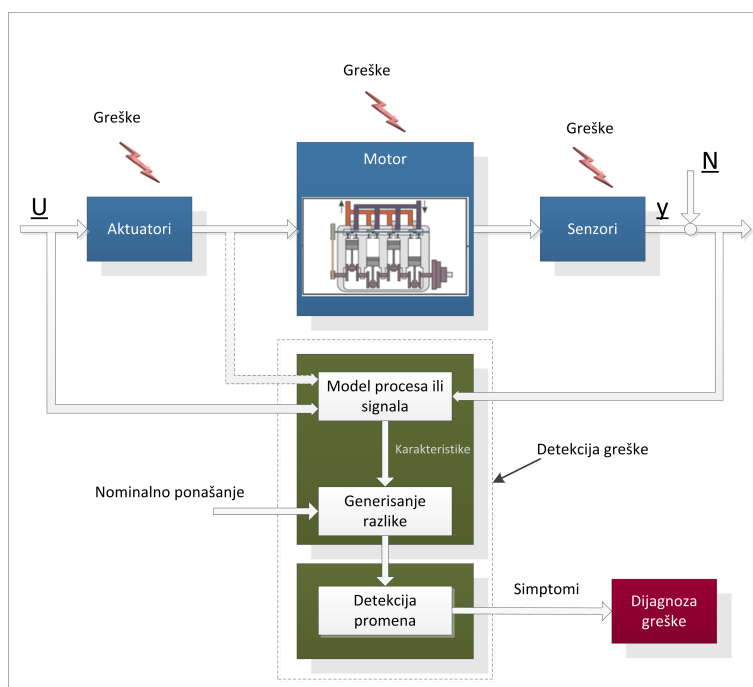 Greške
Motor
Greške
Greške
U
Aktuatori
Senzori
y
N
Model procesa ili
signala
Karakteristike
Detekcija greške
Nominalno ponašanje
Generisanje
razlike
Detekcija
promena
Simptomi
Dijagnoza
greške